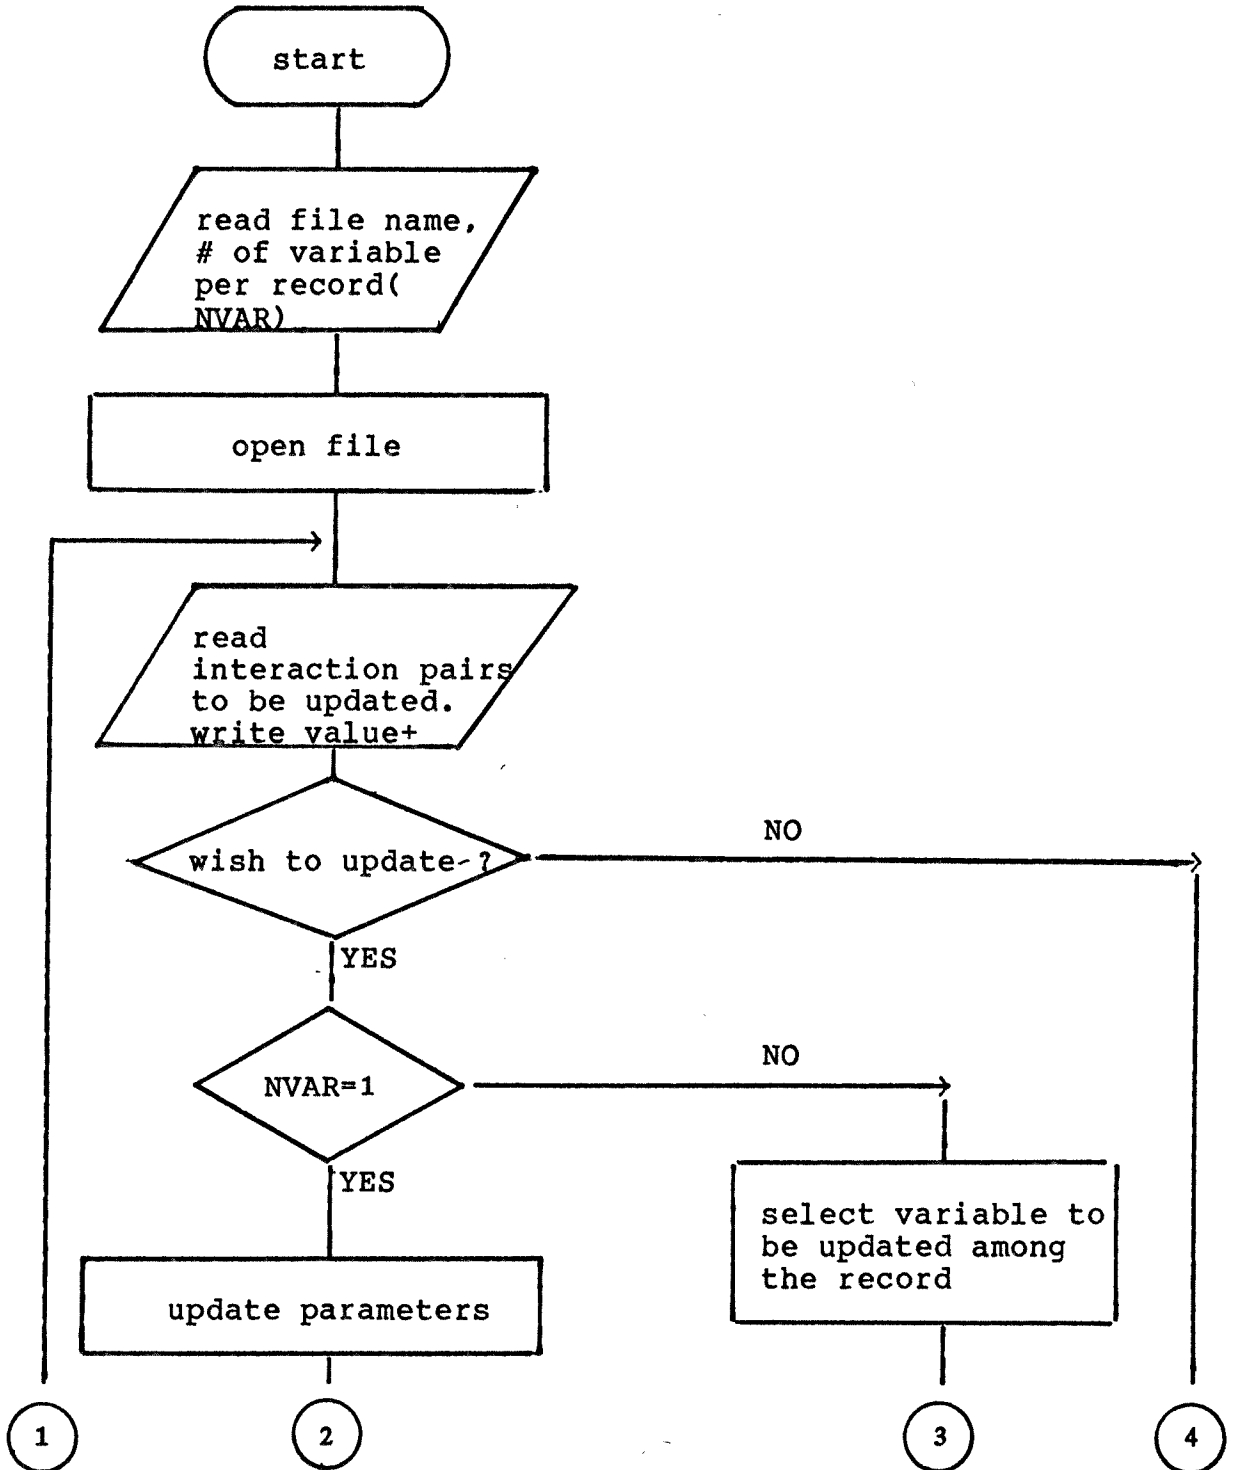 start
read file name,
# of variable
per record(
NVAR)
open file
read
interaction pairs
to be updated.
write value+
wish to update-?
NO
YES
NVAR=1
NO
YES
select variable to
be updated among
the record
update parameters
1
2
3
4